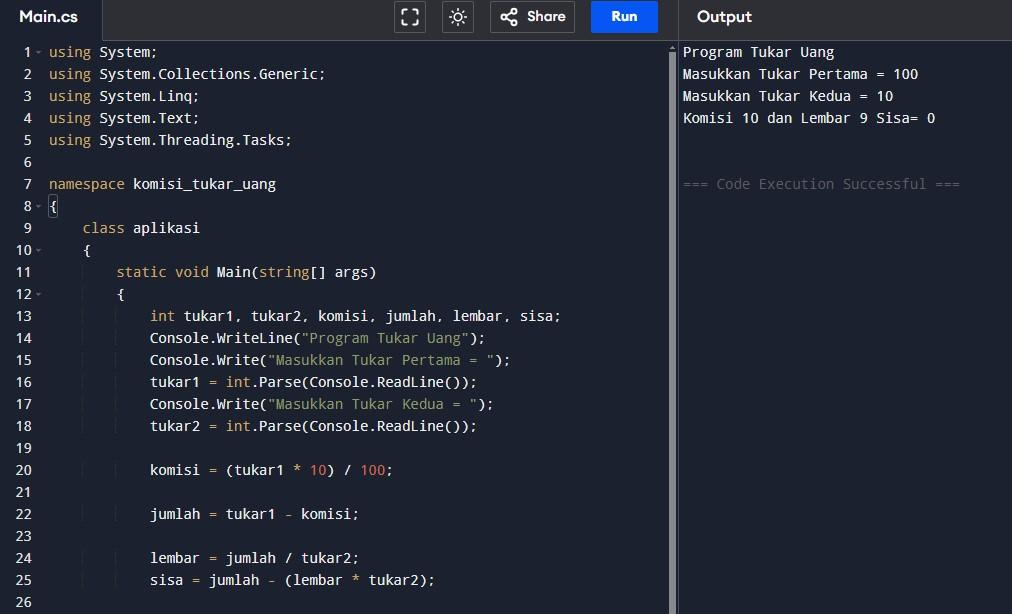 Main.cs
Share
Run
Output
1 using System;
2 using System.Collections.Generic;
3 using System.Linq;
4 using System.Text;
5 using System.Threading.Tasks;
6
7 namespace komisi_tukar_uang
8 {
9     class aplikasi
10     {
11         static void Main(string[] args)
12         {
13             int tukar1, tukar2, komisi, jumlah, lembar, sisa;
14             Console.WriteLine("Program Tukar Uang");
15             Console.Write("Masukkan Tukar Pertama = ");
16             tukar1 = int.Parse(Console.ReadLine());
17             Console.Write("Masukkan Tukar Kedua = ");
18             tukar2 = int.Parse(Console.ReadLine());
19
20             komisi = (tukar1 * 10) / 100;
21
22             jumlah = tukar1 - komisi;
23
24             lembar = jumlah / tukar2;
25             sisa = jumlah - (lembar * tukar2);
26
Program Tukar Uang
Masukkan Tukar Pertama = 100
Masukkan Tukar Kedua = 10
Komisi 10 dan Lembar 9 Sisa= 0
=== Code Execution Successful ===